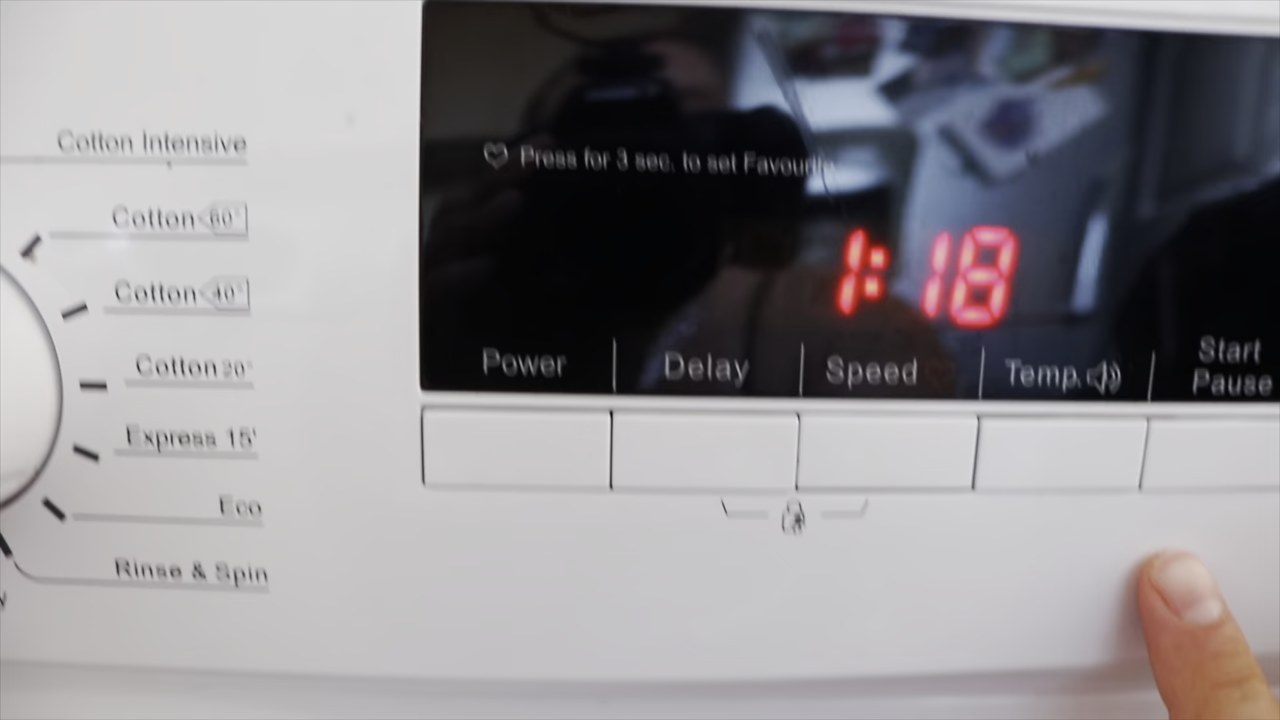 Cotton Intensive
Cotton 60°
Cotton 40°
Cotton 20°
Express 15'
Eco
Rinse & Spin
Press for 3 sec. to set Favourite
1:18
Power
Delay
Speed
Temp.
Start
Pause